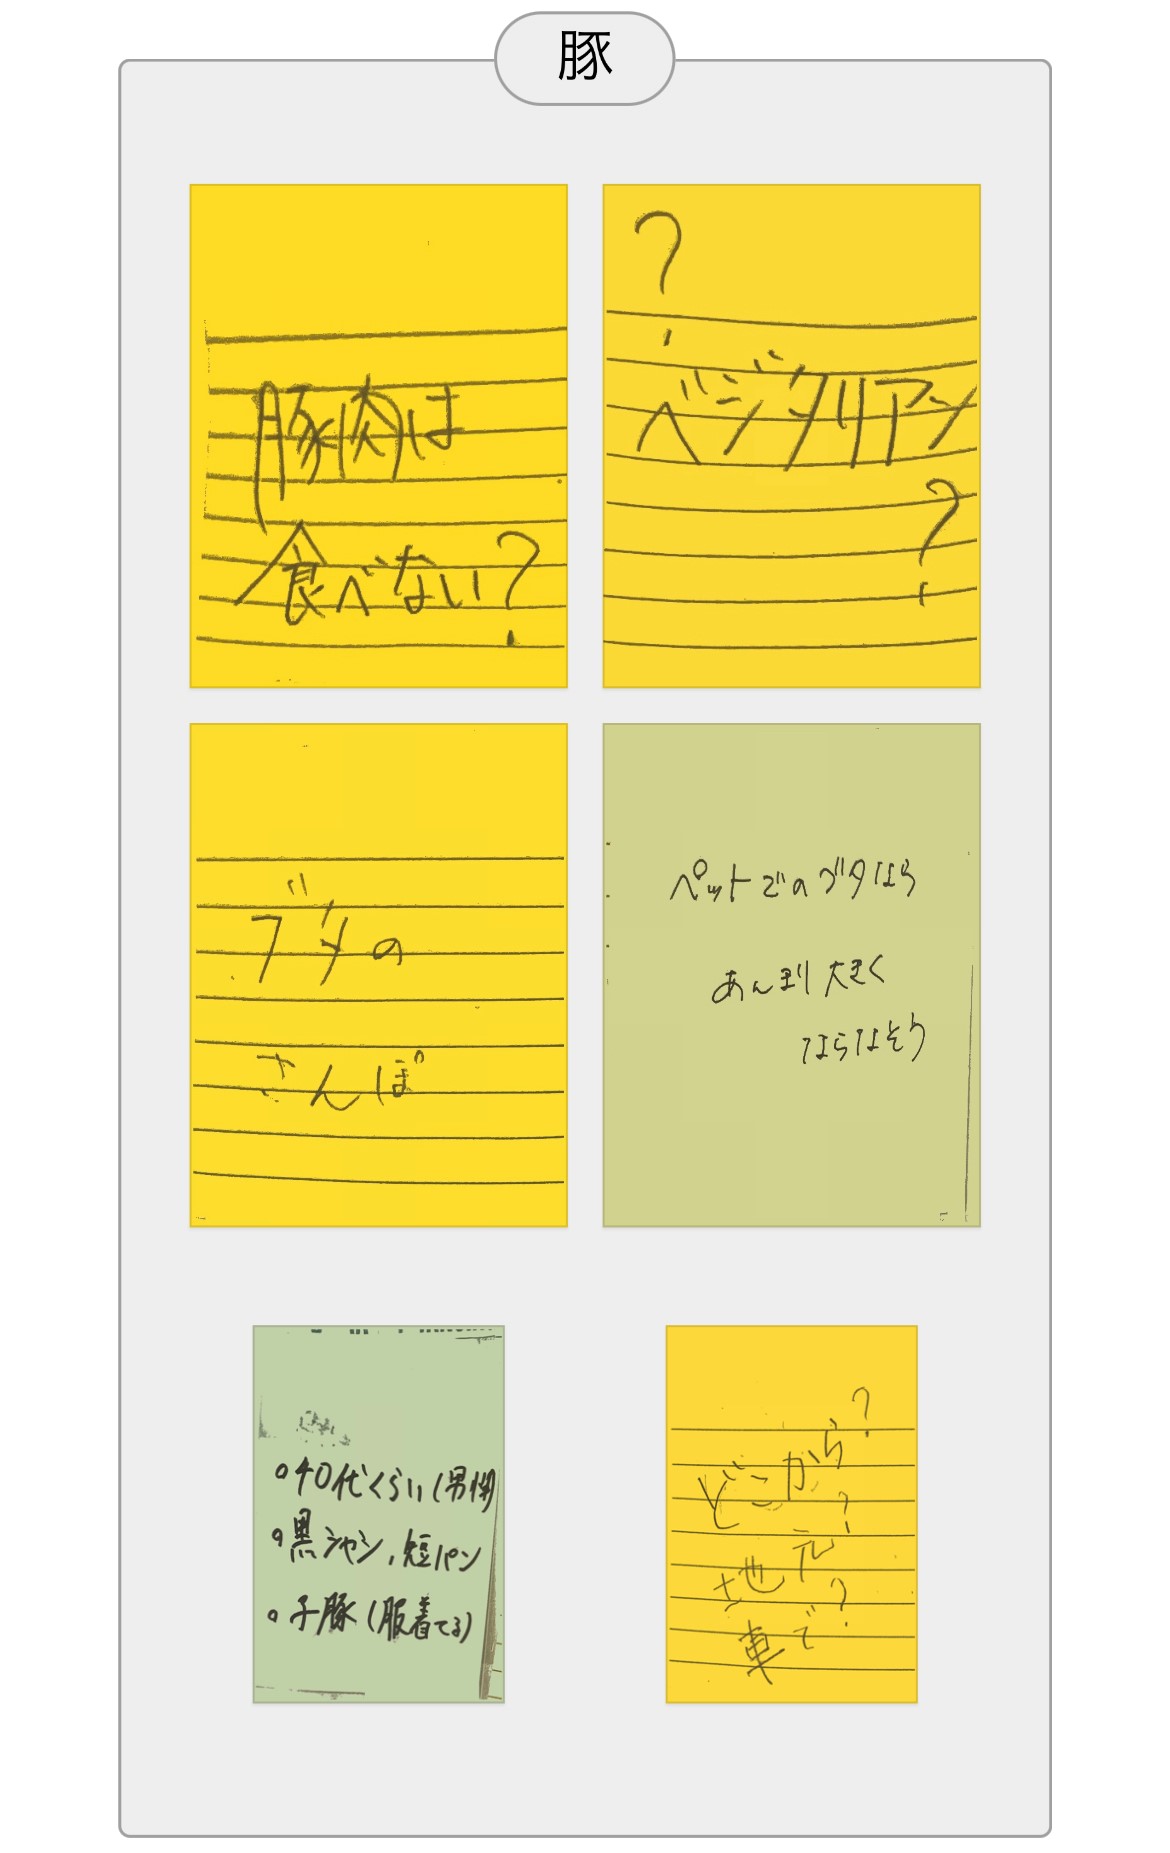 豚
豚肉は
食べない?
?
ベジタリアン
?
ブタの
さんぽ
ペットでのブタなら
あんまり大きく
ならなそう
・40代くらい(男性)
・黒シャツ,短パン
・子豚(服着てる)
どこから?
地元?
車で?